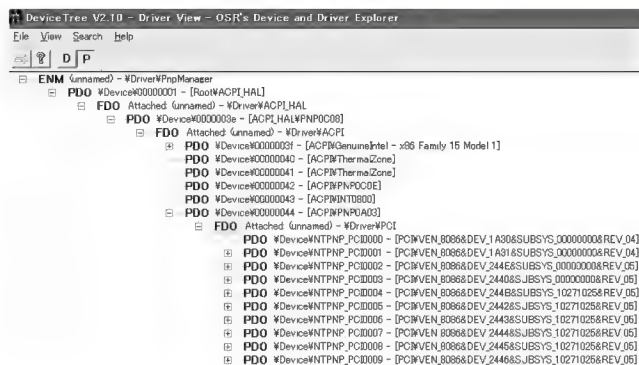 DeviceTree V2.10 - Driver View - OSR's Device and Driver Explorer
File View Search Help
D P
ENM (unnamed) - ¥Driver¥PnpManager
PDO ¥Device¥00000001 - [Root¥ACPI_HAL]
FDO Attached: (unnamed) - ¥Driver¥ACPI_HAL
PDO ¥Device¥0000003e - [ACPI_HAL¥PNP0C08]
FDO Attached: (unnamed) - ¥Driver¥ACPI
PDO ¥Device¥0000003f - [ACPI¥GenuineIntel - x86 Family 15 Model 1]
PDO ¥Device¥00000040 - [ACPI¥ThermalZone]
PDO ¥Device¥00000041 - [ACPI¥ThermalZone]
PDO ¥Device¥00000042 - [ACPI¥PNP0C0E]
PDO ¥Device¥00000043 - [ACPI¥INT0800]
PDO ¥Device¥00000044 - [ACPI¥PNP0A03]
FDO Attached: (unnamed) - ¥Driver¥PCI
PDO ¥Device¥NTPNP_PCI0000 - [PCI¥VEN_8086&DEV_1A30&SUBSYS_00000000&REV_04]
PDO ¥Device¥NTPNP_PCI0001 - [PCI¥VEN_8086&DEV_1A31&SUBSYS_00000000&REV_04]
PDO ¥Device¥NTPNP_PCI0002 - [PCI¥VEN_8086&DEV_244E&SUBSYS_00000000&REV_05]
PDO ¥Device¥NTPNP_PCI0003 - [PCI¥VEN_8086&DEV_2440&SUBSYS_00000000&REV_05]
PDO ¥Device¥NTPNP_PCI0004 - [PCI¥VEN_8086&DEV_244B&SUBSYS_10271025&REV_05]
PDO ¥Device¥NTPNP_PCI0005 - [PCI¥VEN_8086&DEV_2442&SUBSYS_10271025&REV_05]
PDO ¥Device¥NTPNP_PCI0006 - [PCI¥VEN_8086&DEV_2444&SUBSYS_10271025&REV_05]
PDO ¥Device¥NTPNP_PCI0007 - [PCI¥VEN_8086&DEV_2443&SUBSYS_10271025&REV_05]
PDO ¥Device¥NTPNP_PCI0008 - [PCI¥VEN_8086&DEV_2445&SUBSYS_10271025&REV_05]
PDO ¥Device¥NTPNP_PCI0009 - [PCI¥VEN_8086&DEV_2446&SUBSYS_10271025&REV_05]